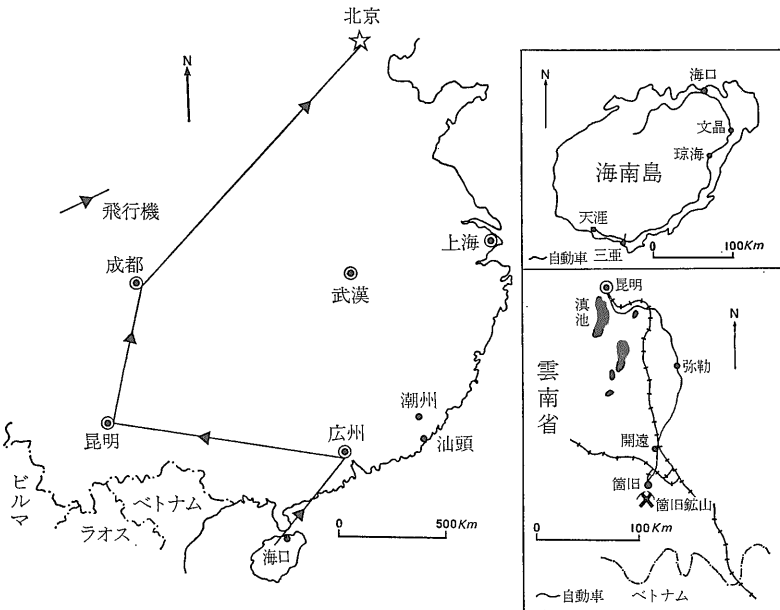 北京
N
飛行機
成都
上海
武漢
潮州
昆明
広州
汕頭
ビルマ
ラオス
ベトナム
海口
0 500Km
N
海口
文昌
琼海
海南島
天涯
三亜
0 100Km
自動車
昆明
滇池
N
弥勒
雲南省
開遠
箇旧
箇旧鉱山
0 100Km
自動車
ベトナム